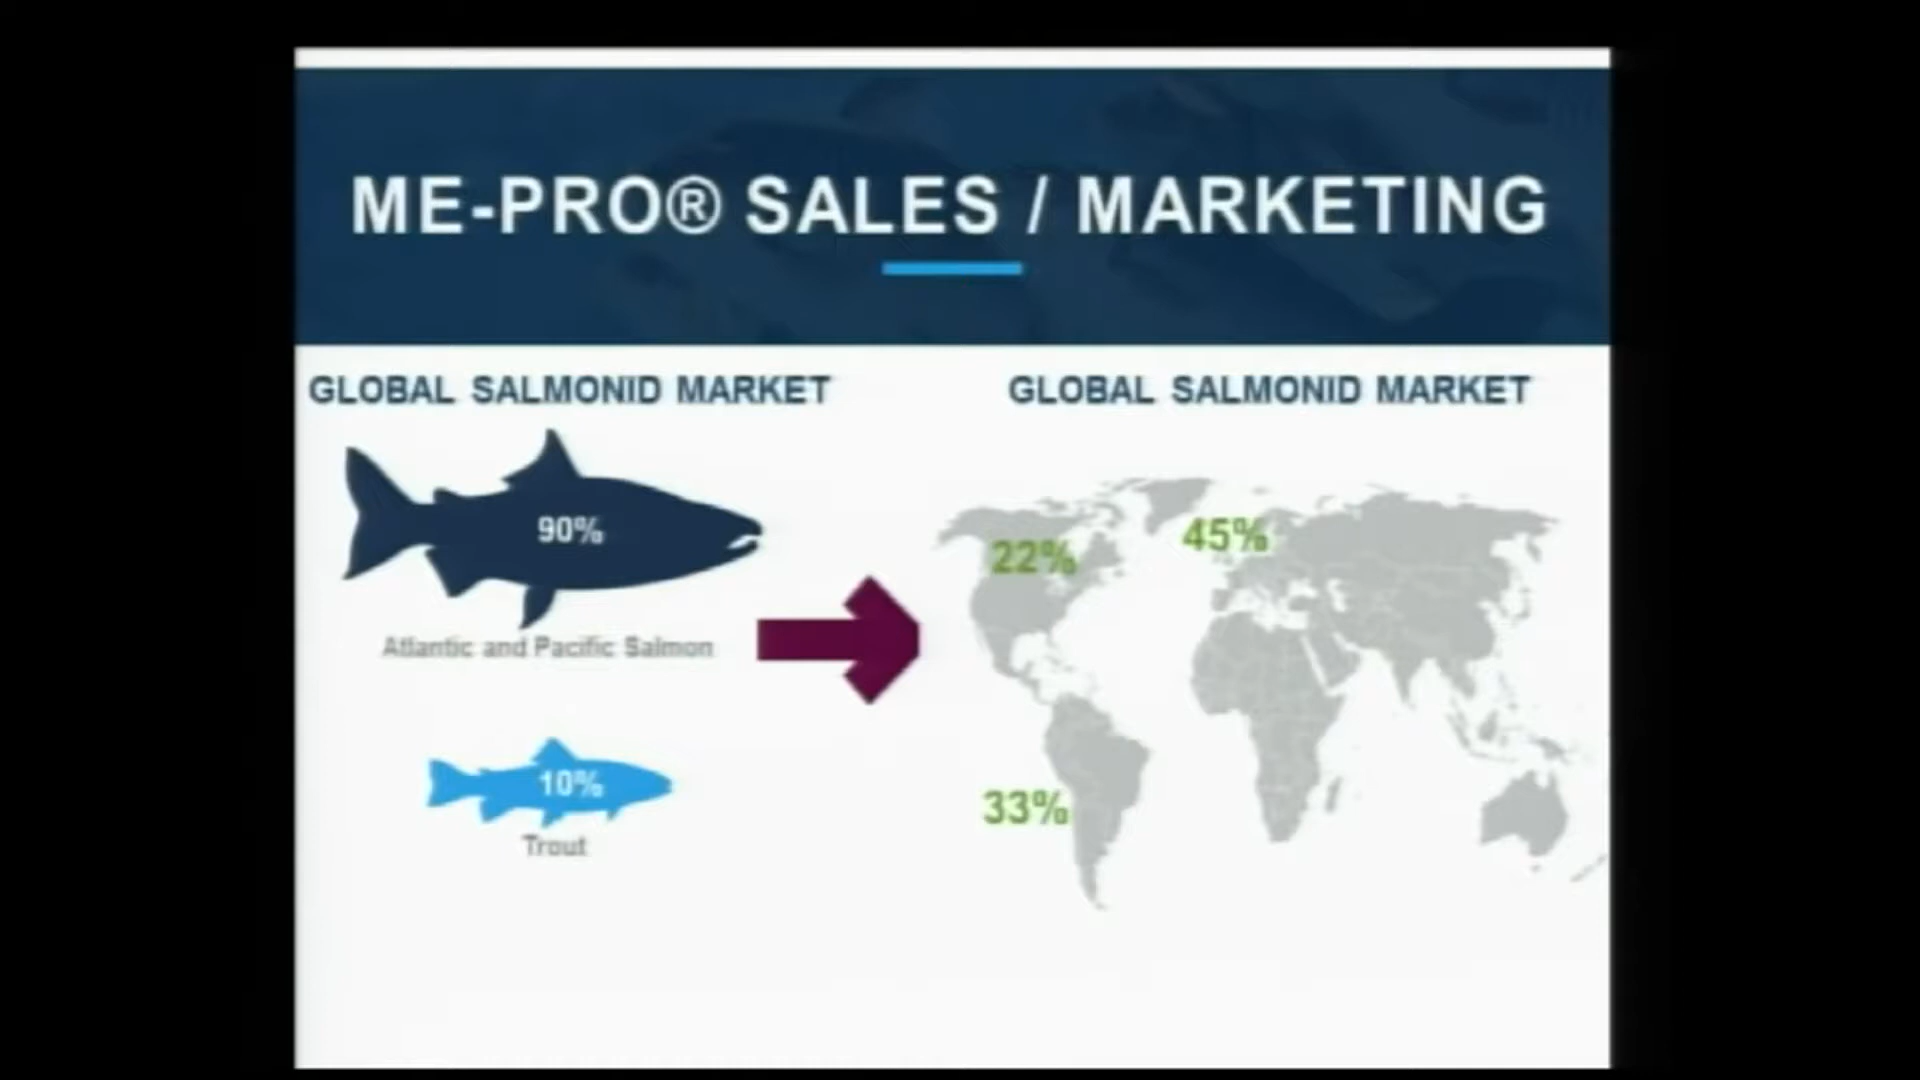 ME-PRO® SALES / MARKETING
GLOBAL SALMONID MARKET
90%
Atlantic and Pacific Salmon
10%
Trout
GLOBAL SALMONID MARKET
22%
45%
33%